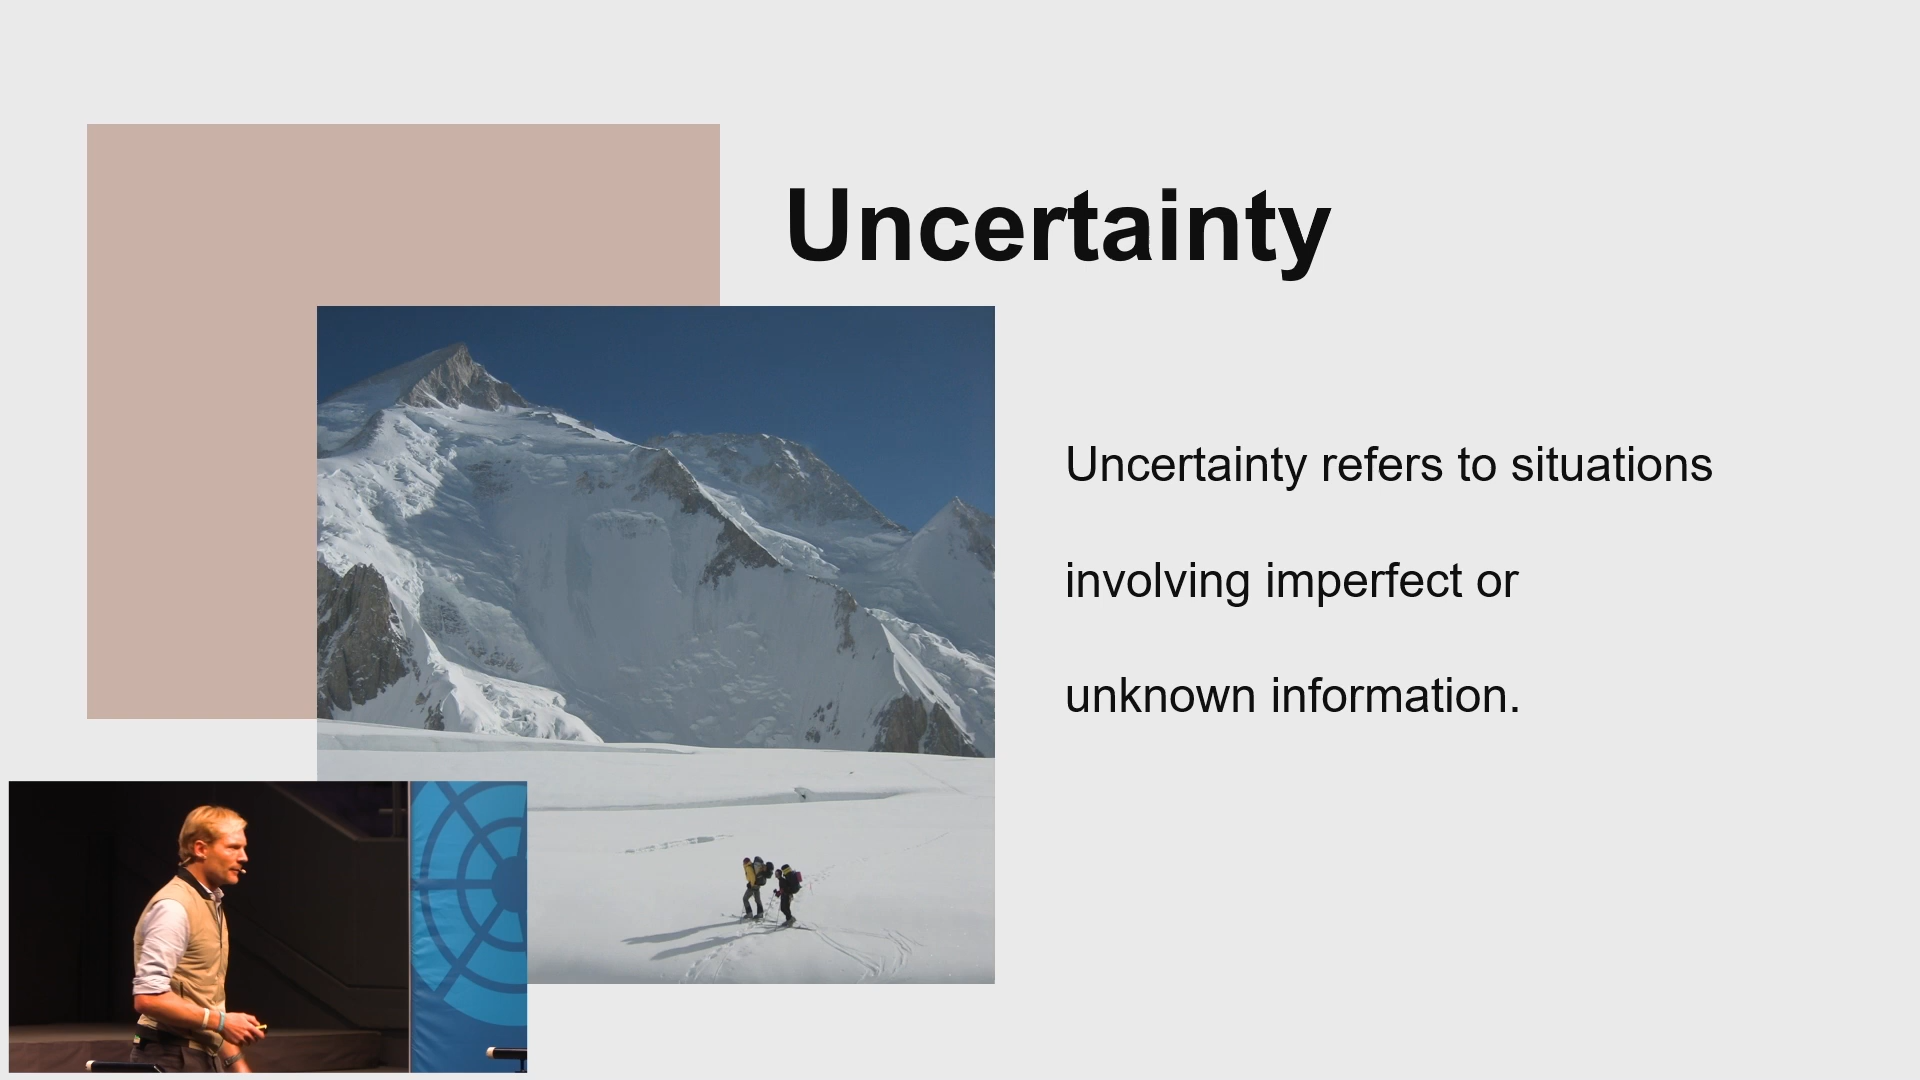 Uncertainty
Uncertainty refers to situations
involving imperfect or
unknown information.